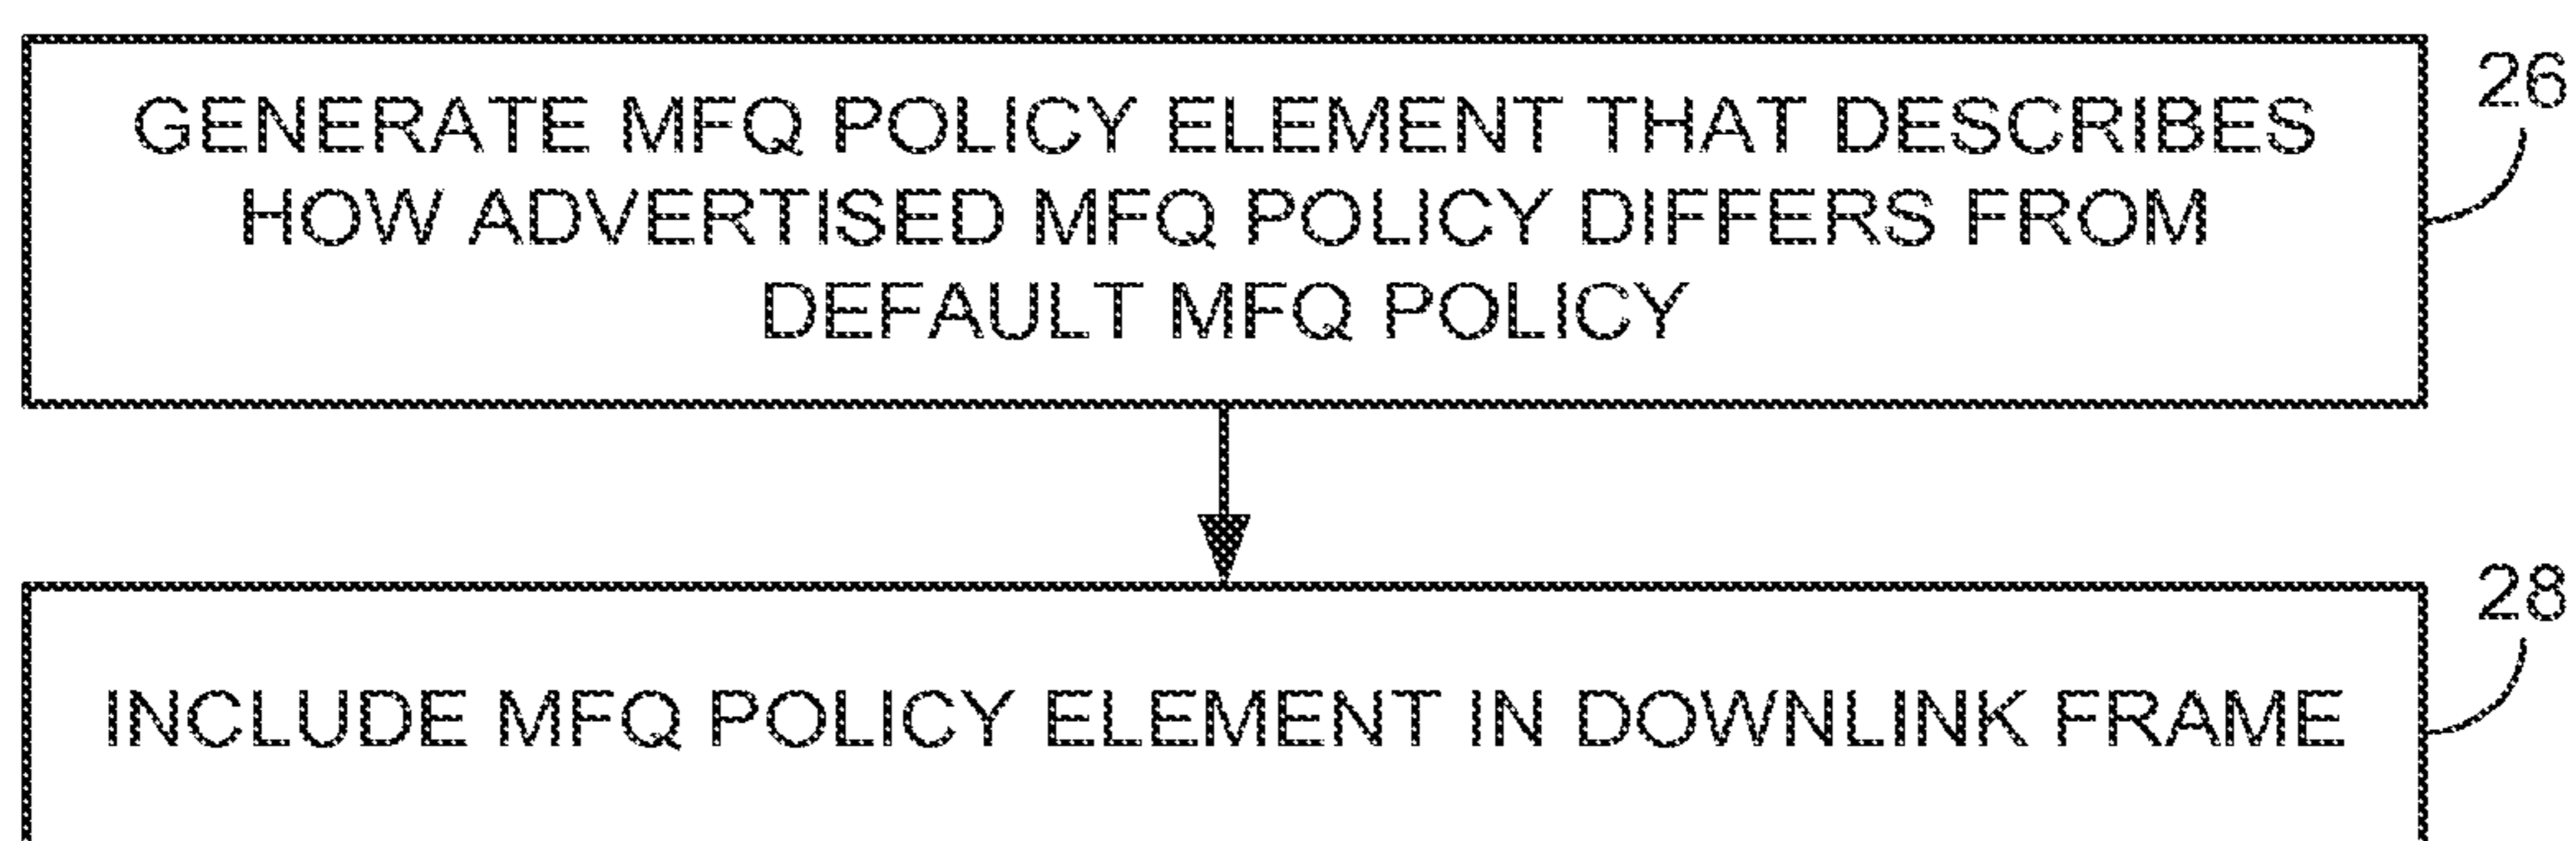 26
GENERATE MFQ POLICY ELEMENT THAT DESCRIBES
HOW ADVERTISED MFQ POLICY DIFFERS FROM
DEFAULT MFQ POLICY
28
INCLUDE MFQ POLICY ELEMENT IN DOWNLINK FRAME